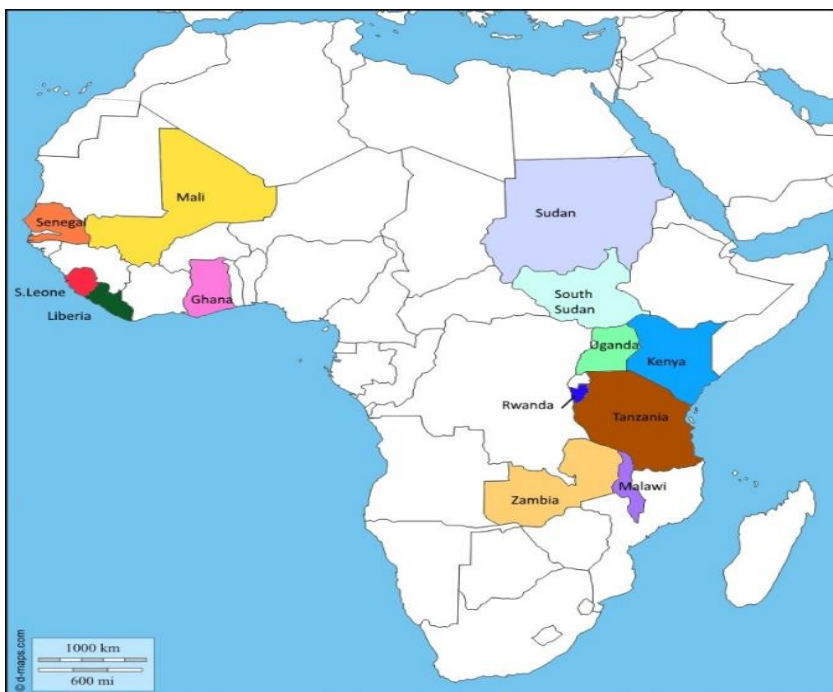 Mali
Senegal
Sudan
S.Leone
Ghana
South
Sudan
Liberia
Uganda
Kenya
Rwanda
Tanzania
Malawi
Zambia
1000 km
600 mi
© d-maps.com